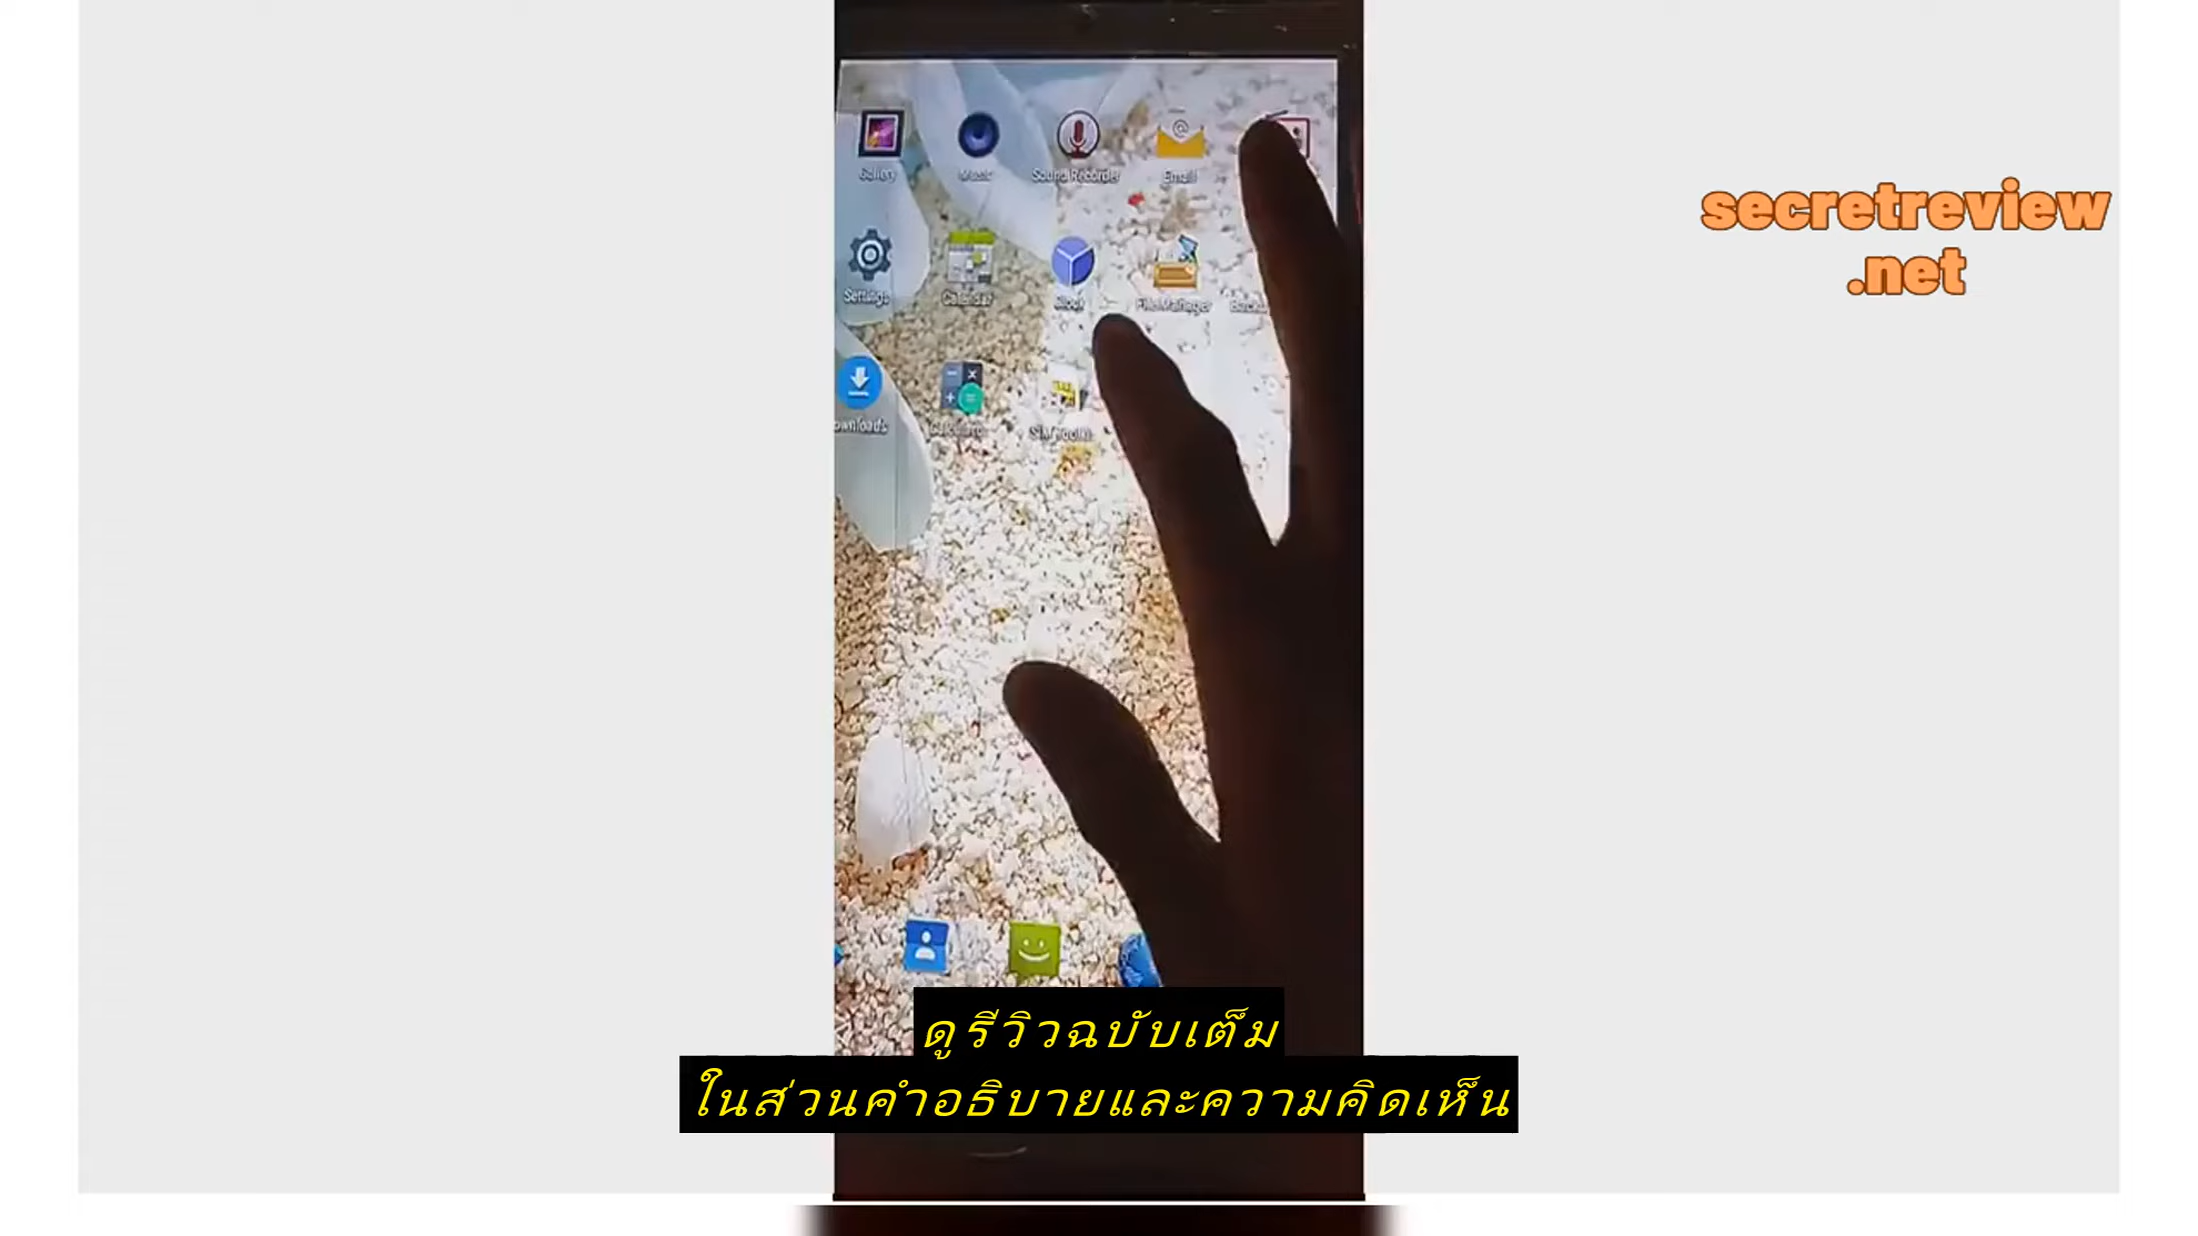 Gallery
Music
Sound Recorder
Email
secretreview
.net
Settings
Calendar
Clock
File Manager
ownloads
Calculator
ดูรีวิวฉบับเต็ม
ในส่วนคำอธิบายและความคิดเห็น